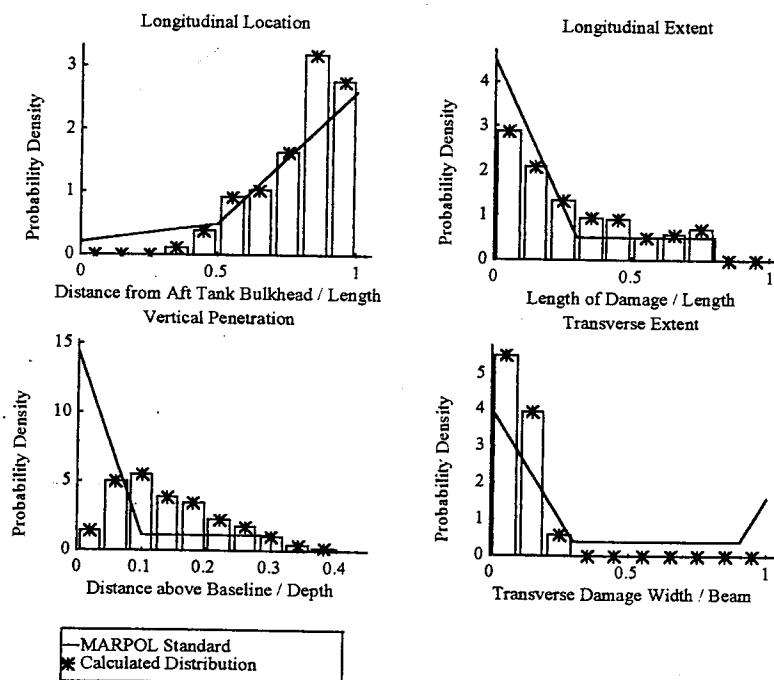 Longitudinal Location
3
2
1
0
Probability Density
0
0.5
1
Distance from Aft Tank Bulkhead / Length
Longitudinal Extent
4
3
2
1
0
Probability Density
0
0.5
1
Length of Damage / Length
Vertical Penetration
15
10
5
0
Probability Density
0
0.1
0.2
0.3
0.4
Distance above Baseline / Depth
Transverse Extent
5
4
3
2
1
0
Probability Density
0
0.5
1
Transverse Damage Width / Beam
MARPOL Standard
Calculated Distribution